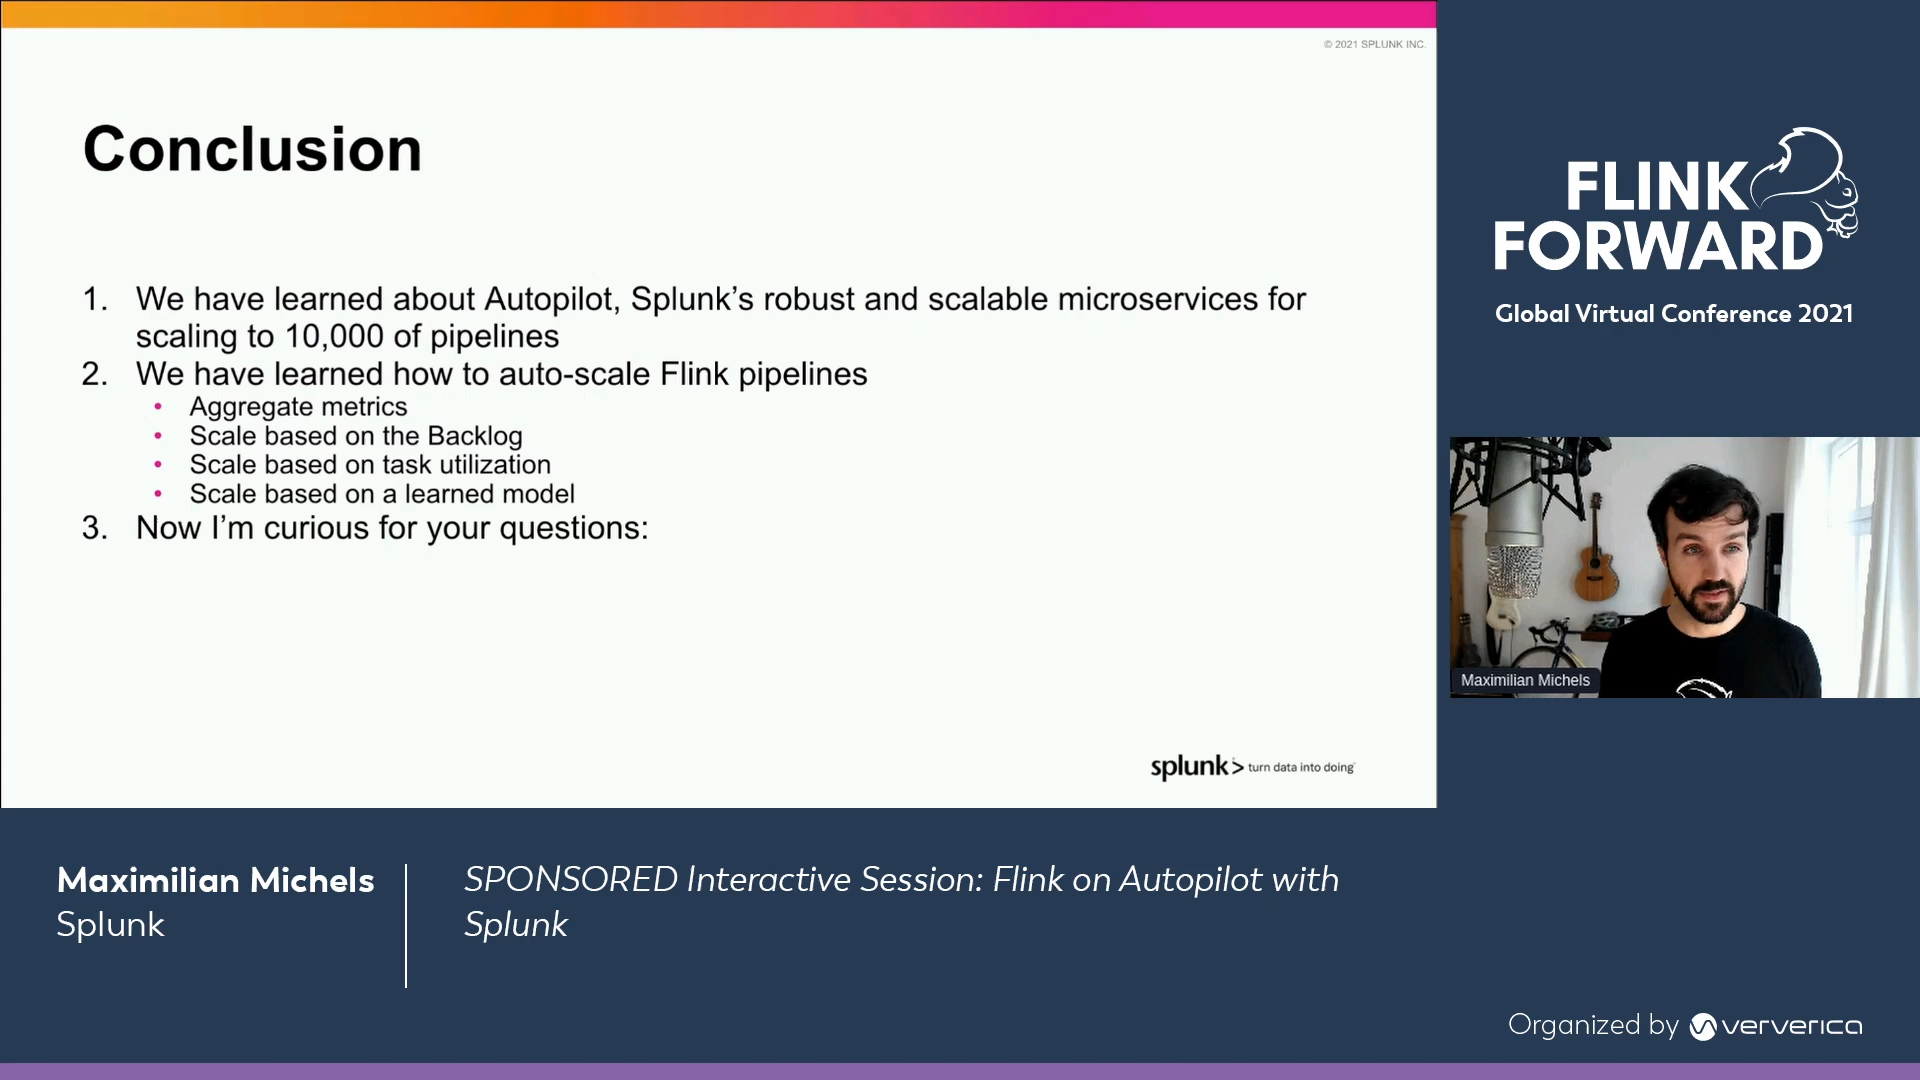 © 2021 SPLUNK INC.
Conclusion
1. We have learned about Autopilot, Splunk’s robust and scalable microservices for
scaling to 10,000 of pipelines
2. We have learned how to auto-scale Flink pipelines
• Aggregate metrics
• Scale based on the Backlog
• Scale based on task utilization
• Scale based on a learned model
3. Now I’m curious for your questions:
splunk> turn data into doing
FLINK
FORWARD
Global Virtual Conference 2021
Maximilian Michels
Maximilian Michels
Splunk
SPONSORED Interactive Session: Flink on Autopilot with
Splunk
Organized by ververica